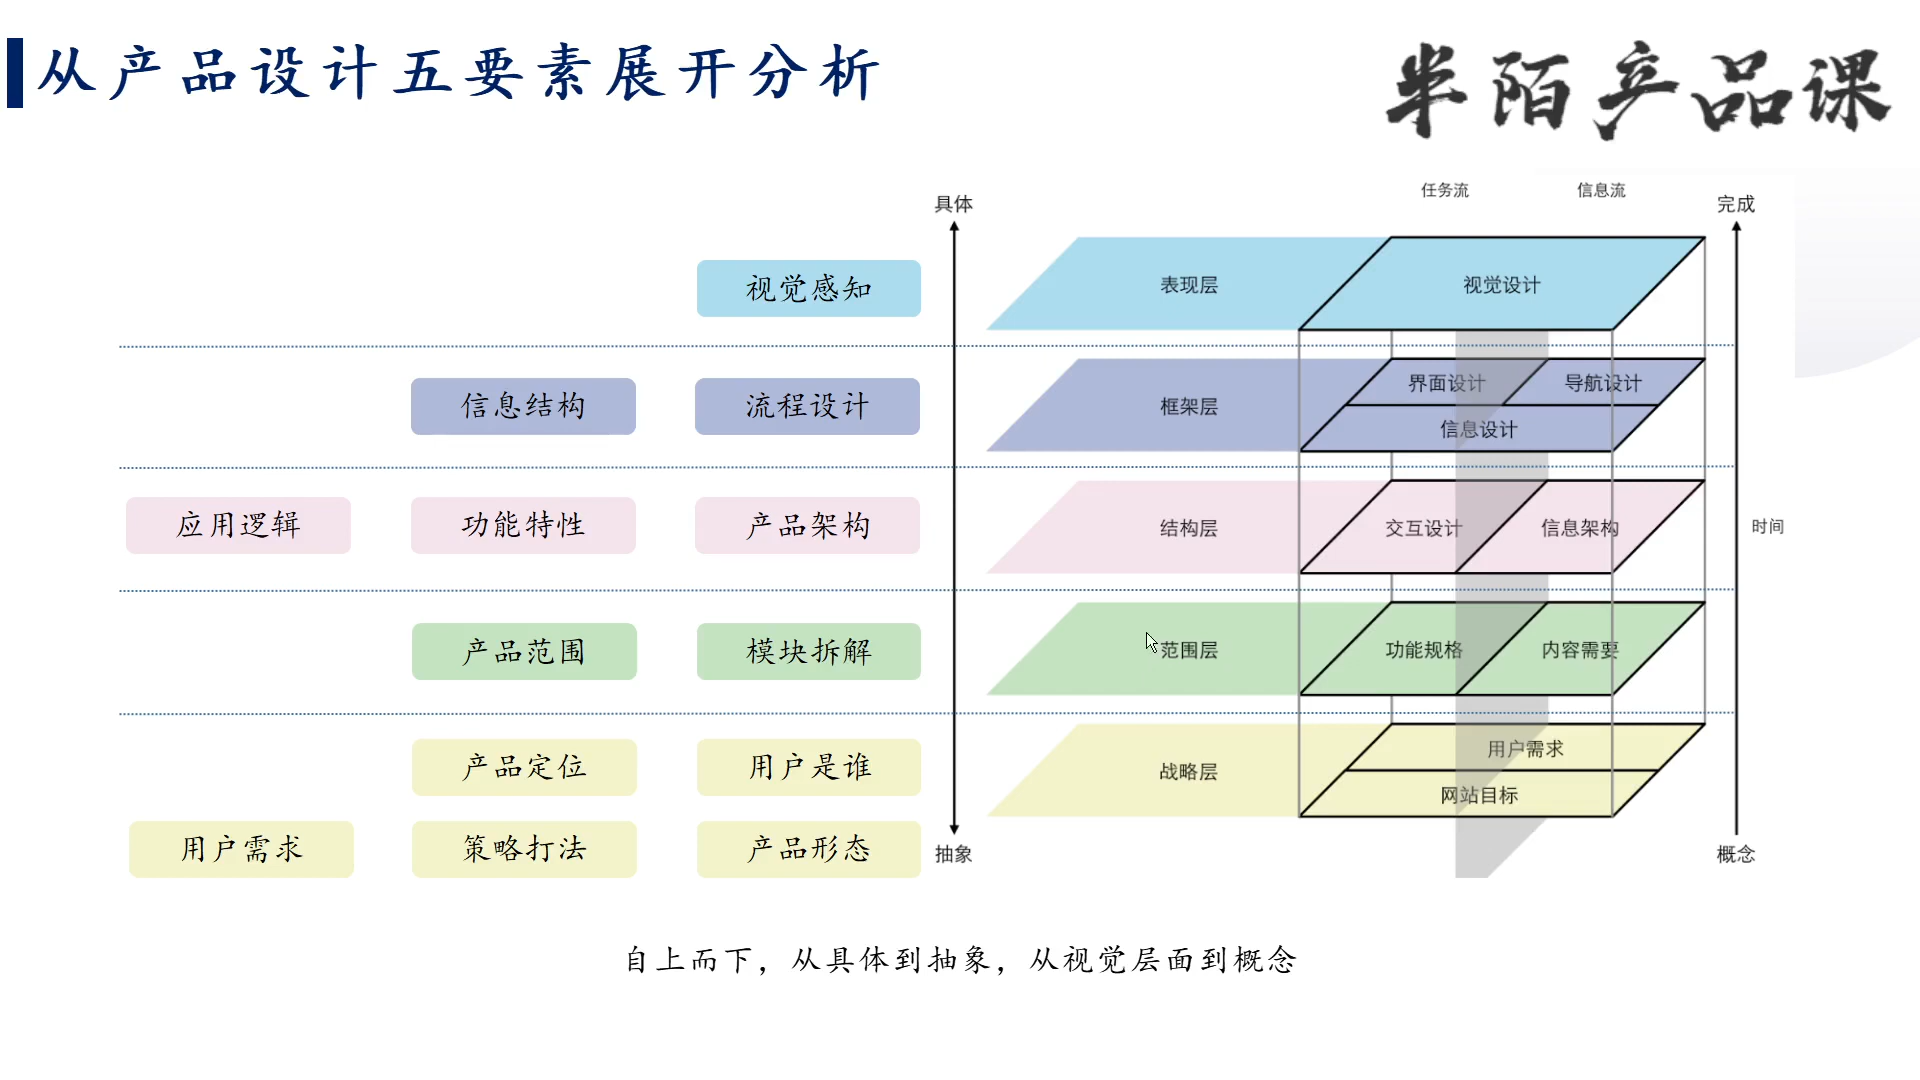 从产品设计五要素展开分析
半陌产品课
任务流 信息流
具体 完成
视觉感知 表现层 视觉设计
信息结构 流程设计 框架层 界面设计 导航设计
信息设计
应用逻辑 功能特性 产品架构 结构层 交互设计 信息架构 时间
产品范围 模块拆解 范围层 功能规格 内容需要
产品定位 用户是谁 战略层 用户需求
网站目标
用户需求 策略打法 产品形态 抽象 概念
自上而下，从具体到抽象，从视觉层面到概念